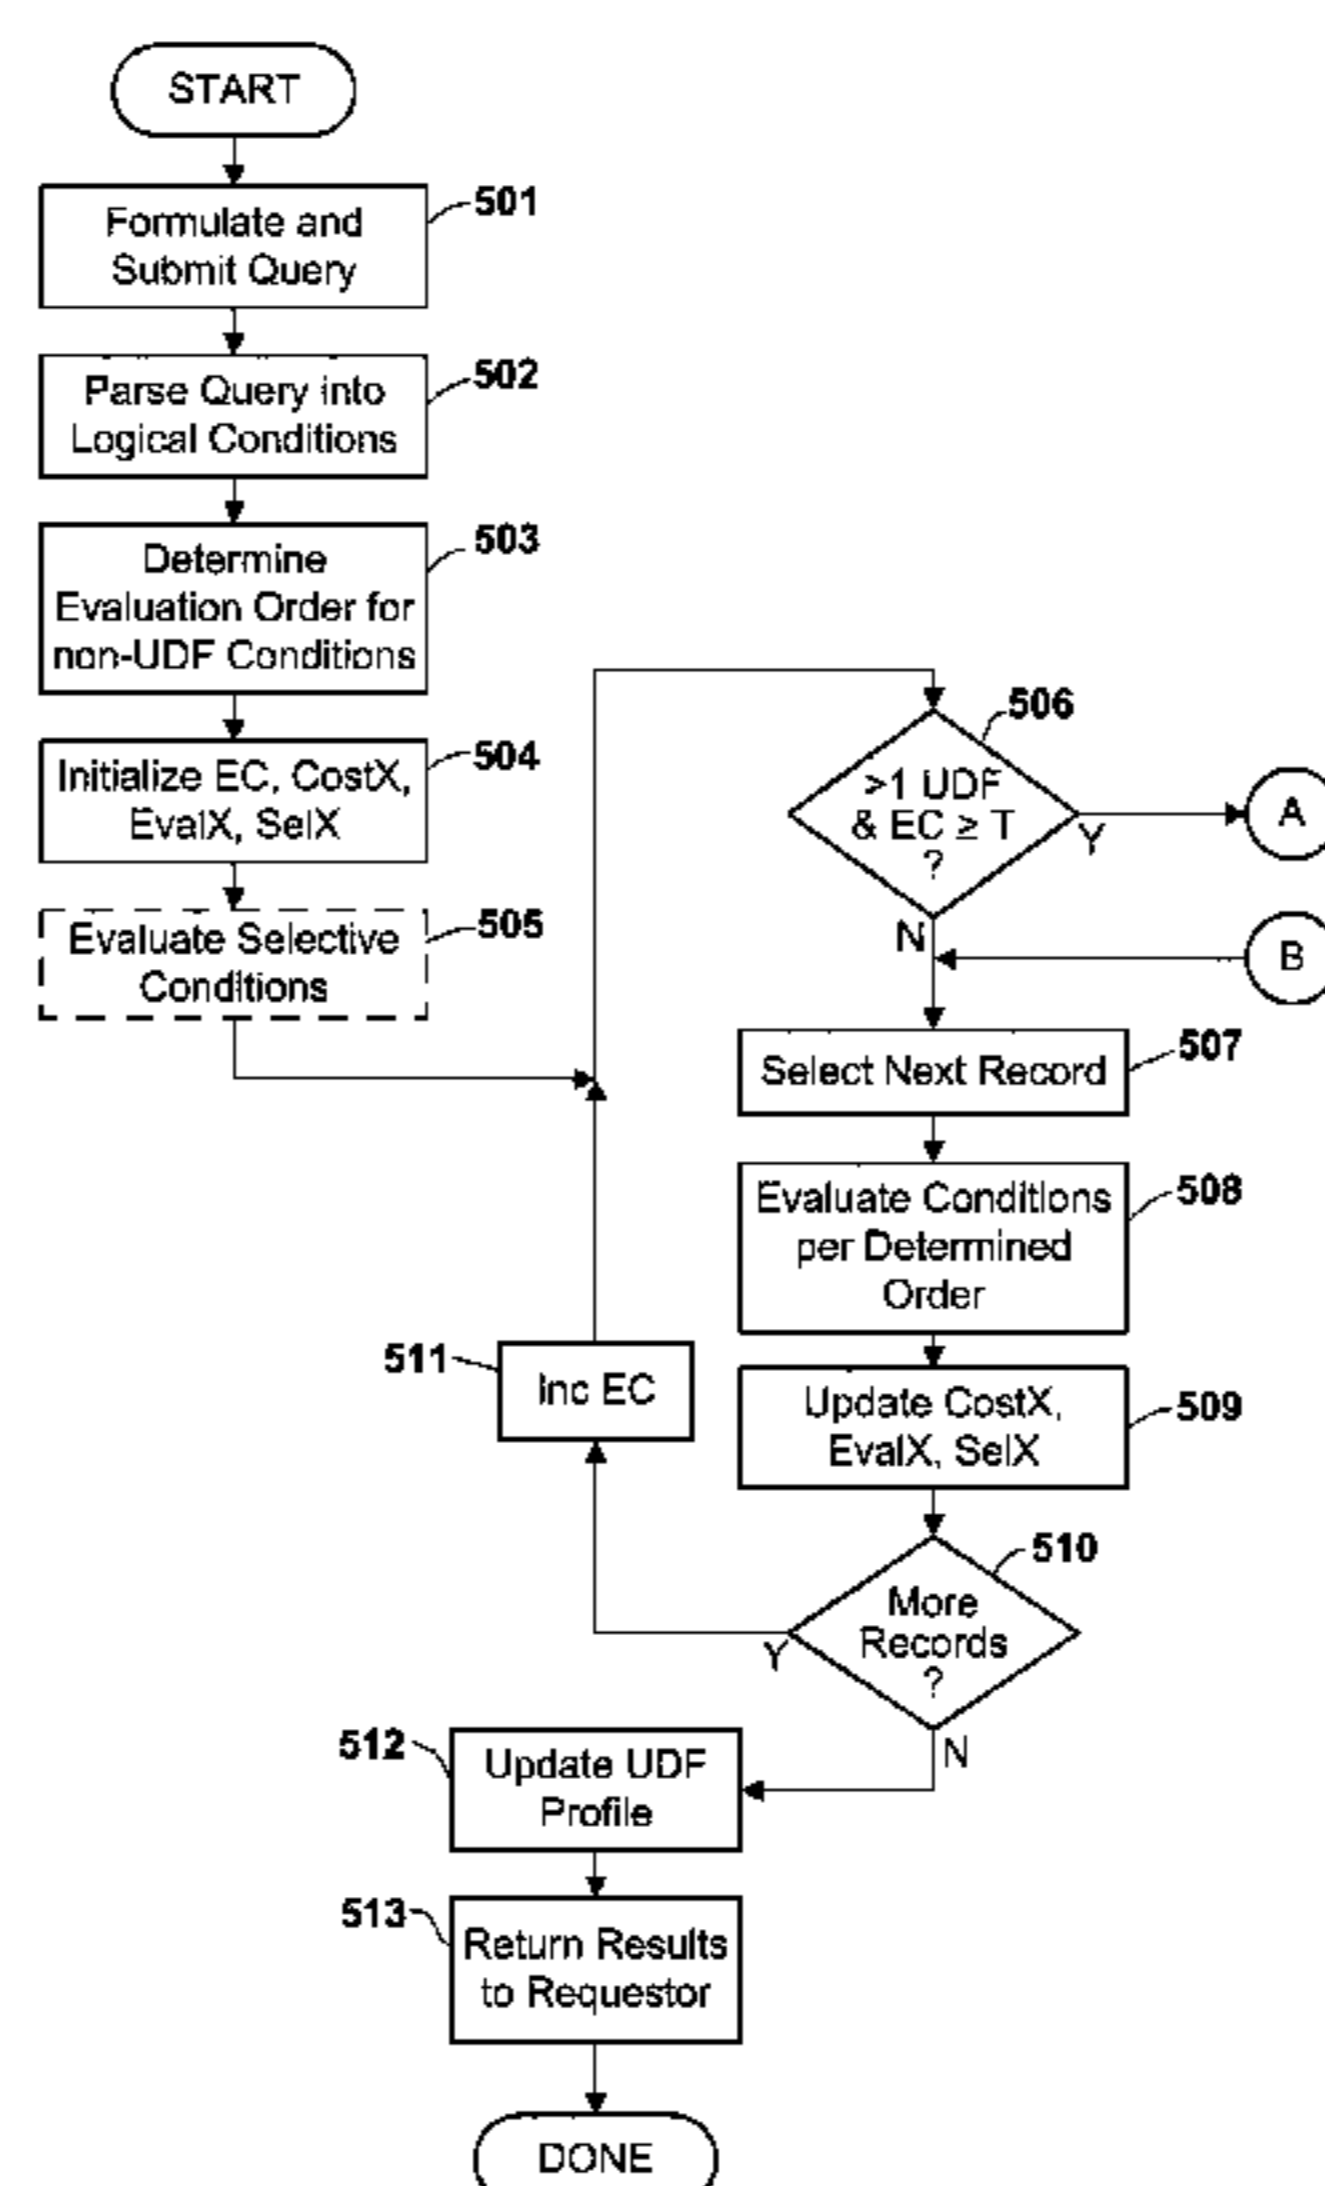 START
Formulate and
Submit Query
501
Parse Query into
Logical Conditions
502
Determine
Evaluation Order for
non-UDF Conditions
503
Initialize EC, CostX,
EvalX, SelX
504
Evaluate Selective
Conditions
505
>1 UDF
& EC ≥ T
?
506
Y
A
N
B
Select Next Record
507
Evaluate Conditions
per Determined
Order
508
Update CostX,
EvalX, SelX
509
More
Records
?
510
Y
N
511
Inc EC
512
Update UDF
Profile
513
Return Results
to Requestor
DONE